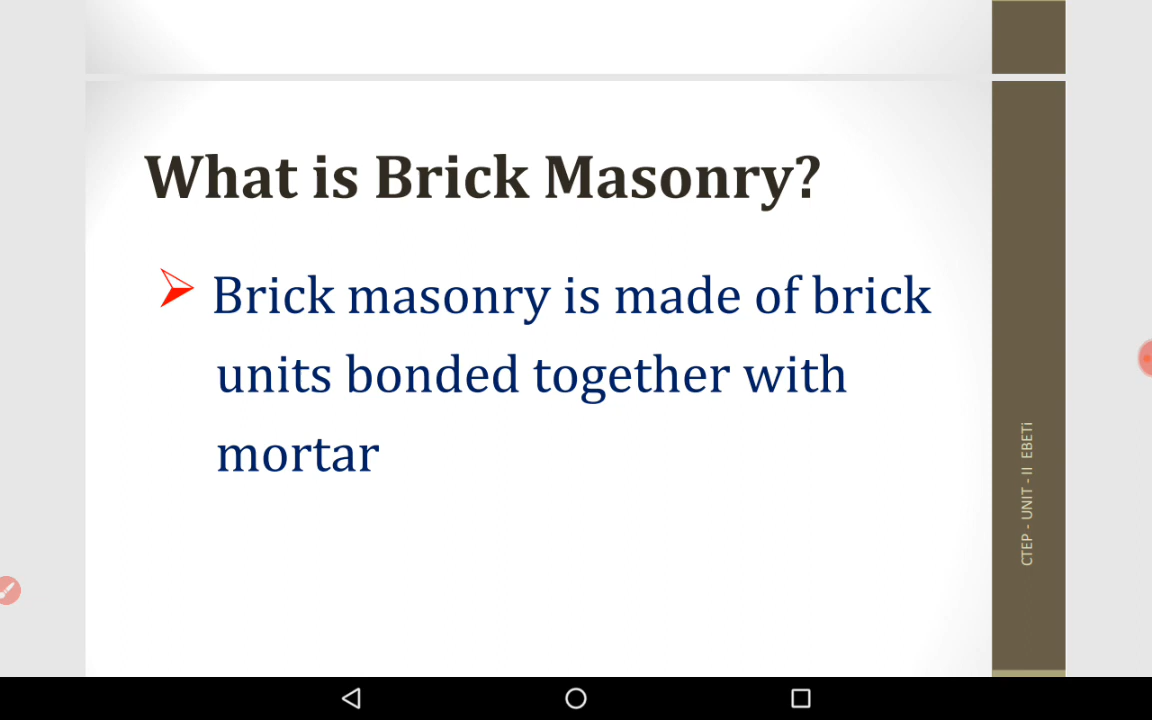 What is Brick Masonry?
Brick masonry is made of brick
units bonded together with
mortar
CTEP - UNIT - II EBETi